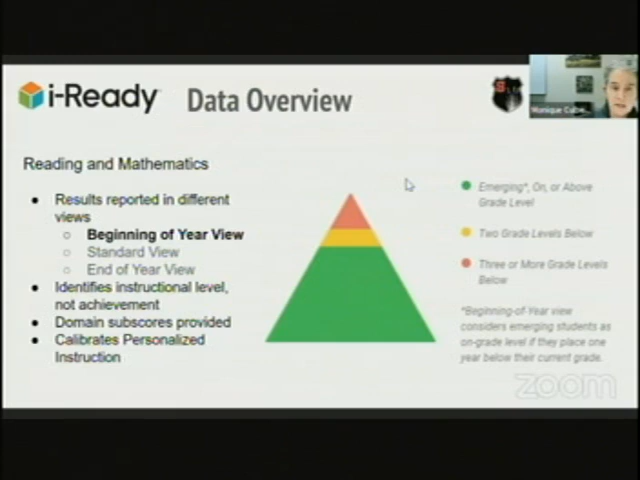 i-Ready
Data Overview
Monique
Reading and Mathematics
● Results reported in different
views
○ Beginning of Year View
○ Standard View
○ End of Year View
● Identifies instructional level,
not achievement
● Domain subscores provided
● Calibrates Personalized
Instruction
Emerging*, On, or Above
Grade Level
Two Grade Levels Below
Three or More Grade Levels
Below
*Beginning-of-Year view
considers emerging students as
on-grade level if they place one
year below their current grade.
zoom